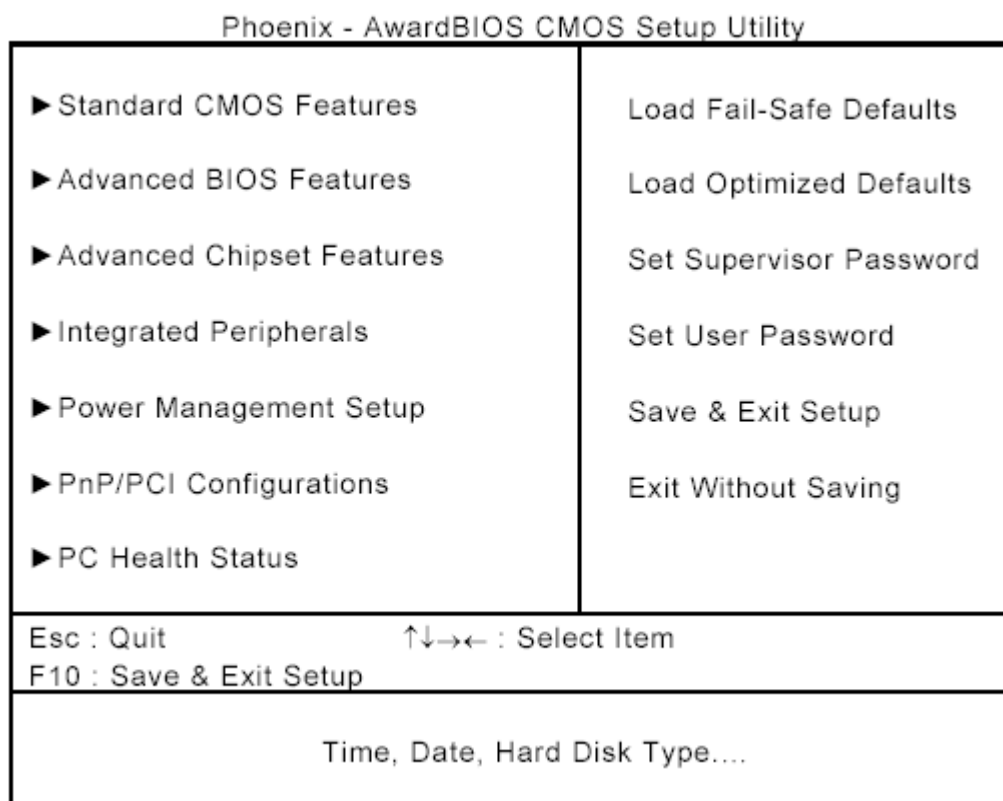 Phoenix - AwardBIOS CMOS Setup Utility
►Standard CMOS Features
►Advanced BIOS Features
►Advanced Chipset Features
►Integrated Peripherals
►Power Management Setup
►PnP/PCI Configurations
►PC Health Status
Load Fail-Safe Defaults
Load Optimized Defaults
Set Supervisor Password
Set User Password
Save & Exit Setup
Exit Without Saving
Esc : Quit ↑↓→← : Select Item
F10 : Save & Exit Setup
Time, Date, Hard Disk Type....